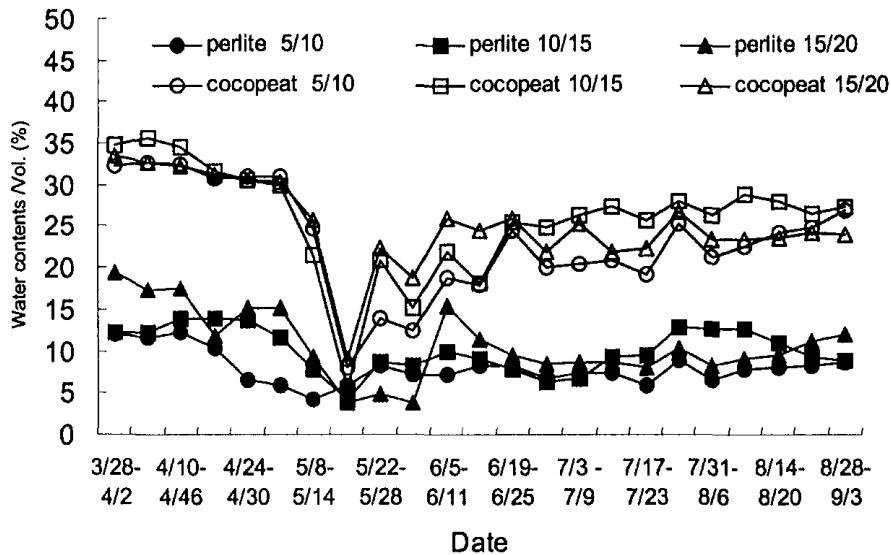 50
45
40
35
30
25
20
15
10
5
0
Water contents /Vol. (%)
perlite 5/10 perlite 10/15 perlite 15/20
cocopeat 5/10 cocopeat 10/15 cocopeat 15/20
3/28- 4/10- 4/24- 5/8- 5/22- 6/5- 6/19- 7/3 - 7/17- 7/31- 8/14- 8/28-
4/2 4/46 4/30 5/14 5/28 6/11 6/25 7/9 7/23 8/6 8/20 9/3
Date